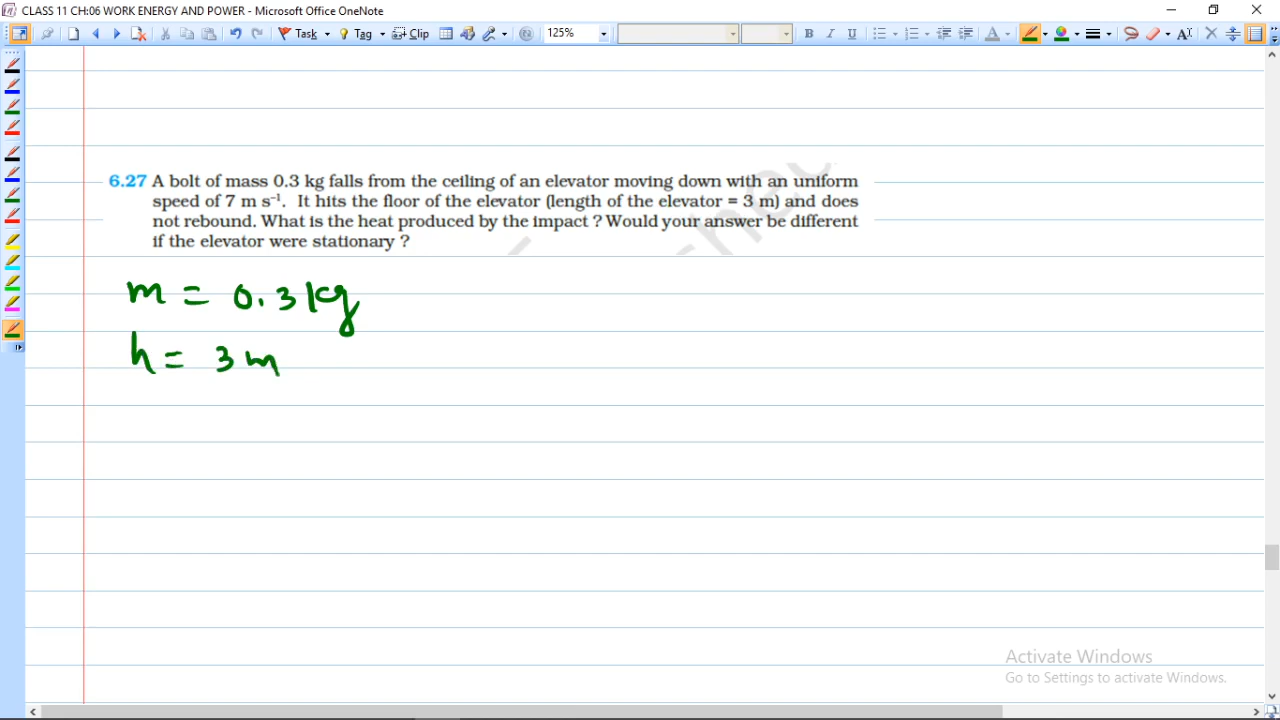 CLASS 11 CH:06 WORK ENERGY AND POWER - Microsoft Office OneNote
Task Tag Clip 125% B I U A
6.27 A bolt of mass 0.3 kg falls from the ceiling of an elevator moving down with an uniform
speed of 7 m s⁻¹. It hits the floor of the elevator (length of the elevator = 3 m) and does
not rebound. What is the heat produced by the impact ? Would your answer be different
if the elevator were stationary ?
m = 0.3 kg
h = 3 m
Activate Windows
Go to Settings to activate Windows.